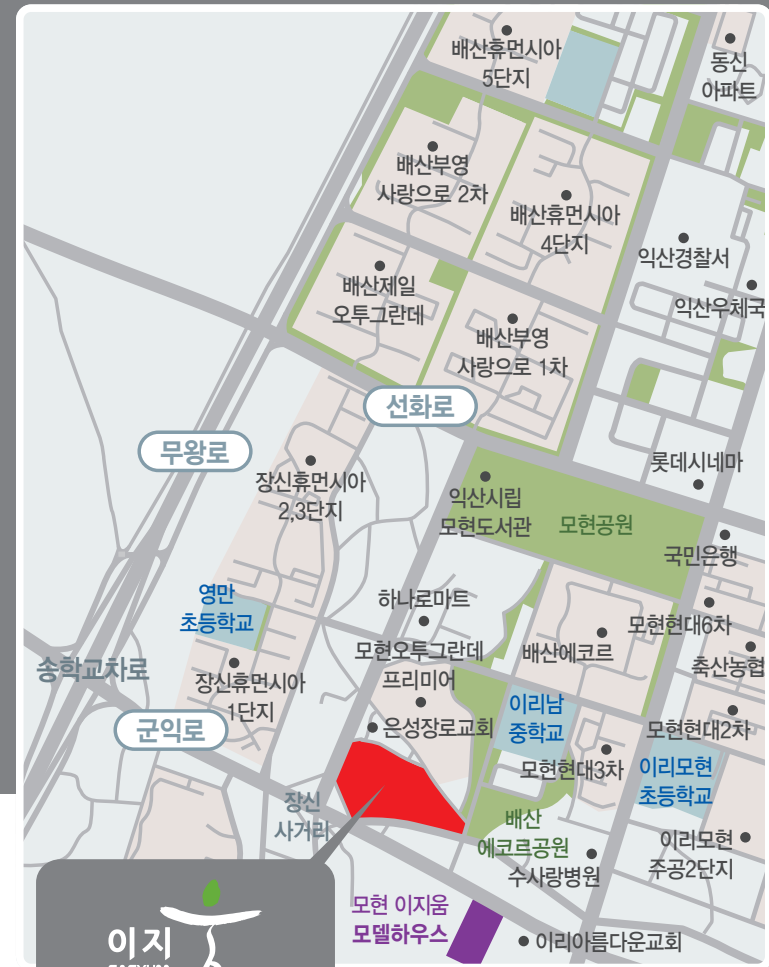 배산휴먼시아
5단지
동신
아파트
배산부영
사랑으로 2차
배산휴먼시아
4단지
익산경찰서
배산제일
오투그란데
익산우체국
배산부영
사랑으로 1차
선화로
무왕로
장신휴먼시아
2,3단지
익산시립
모현도서관
모현공원
롯데시네마
국민은행
영만
초등학교
하나로마트
모현현대6차
모현오투그란데
프리미어
배산에코르
축산농협
송학교차로
장신휴먼시아
1단지
군익로
은성장로교회
이리남
중학교
모현현대2차
모현현대3차
이리모현
초등학교
장신
사거리
배산
에코르공원
이리모현
주공2단지
수사랑병원
모현 이지움
모델하우스
이리아름다운교회
이지